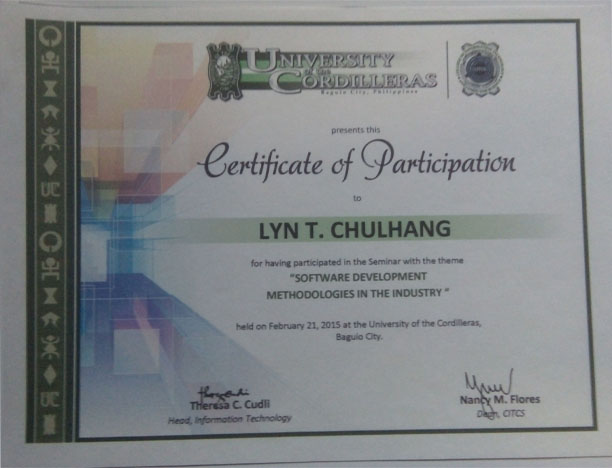 UNIVERSITY
of the
CORDILLERAS
Baguio City, Philippines
presents this
Certificate of Participation
to
LYN T. CHULHANG
for having participated in the Seminar with the theme
"SOFTWARE DEVELOPMENT
METHODOLOGIES IN THE INDUSTRY "
held on February 21, 2015 at the University of the Cordilleras,
Baguio City.
Theresa C. Cudli
Head, Information Technology
Nancy M. Flores
Dean, CITCS
UC
UC